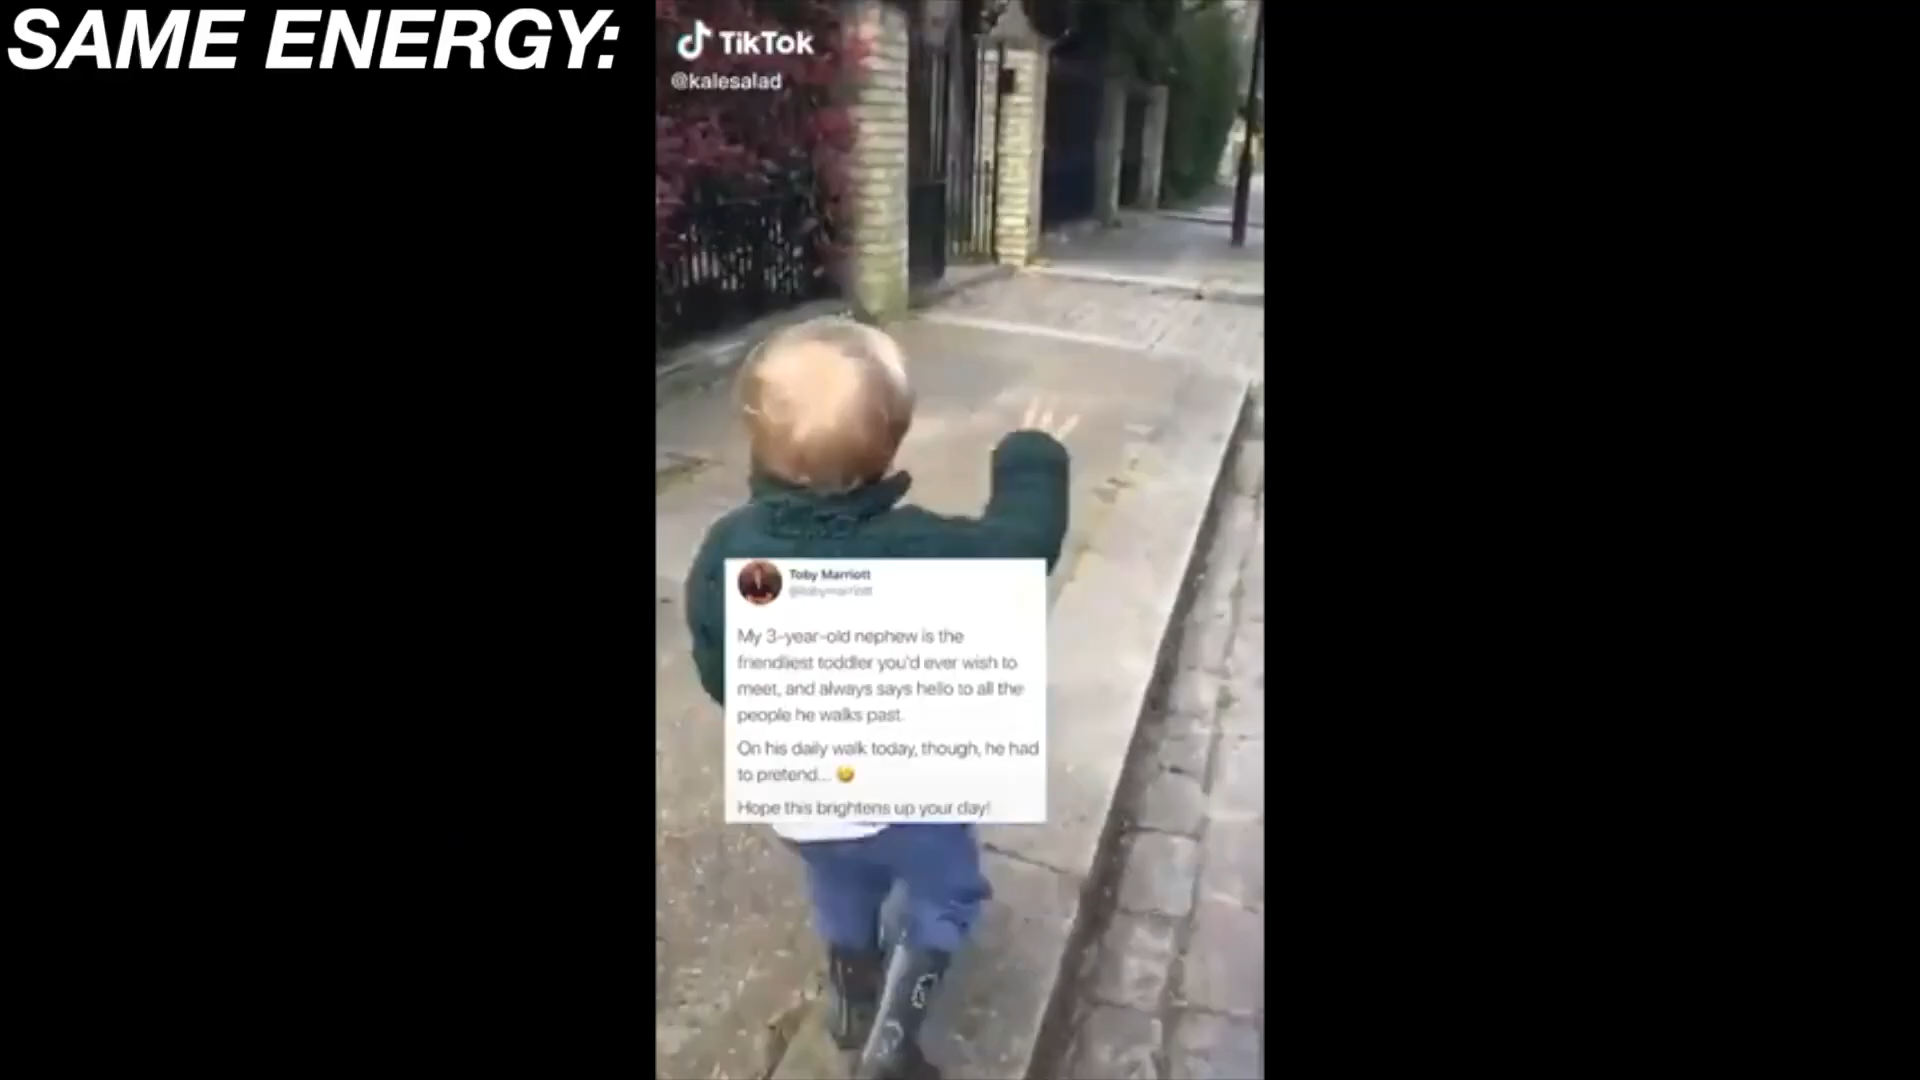 SAME ENERGY:
TikTok
@kalesalad
Toby Marriott
@tobymarriott
My 3-year-old nephew is the
friendliest toddler you'd ever wish to
meet, and always says hello to all the
people he walks past.
On his daily walk today, though, he had
to pretend... 😂
Hope this brightens up your day!